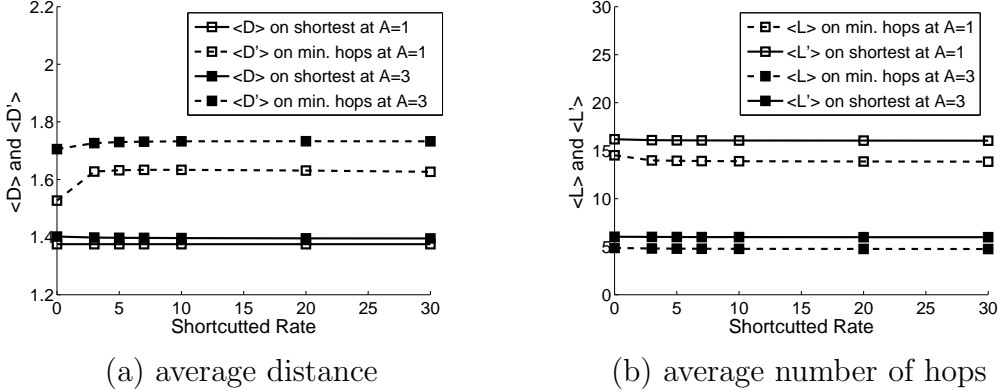 2.2
2
1.8
1.6
1.4
1.2
<D> and <D'>
<D> on shortest at A=1
<D'> on min. hops at A=1
<D> on shortest at A=3
<D'> on min. hops at A=3
0 5 10 15 20 25 30
Shortcutted Rate
(a) average distance
30
25
20
15
10
5
0
<L> and <L'>
<L> on min. hops at A=1
<L'> on shortest at A=1
<L> on min. hops at A=3
<L'> on shortest at A=3
0 5 10 15 20 25 30
Shortcutted Rate
(b) average number of hops